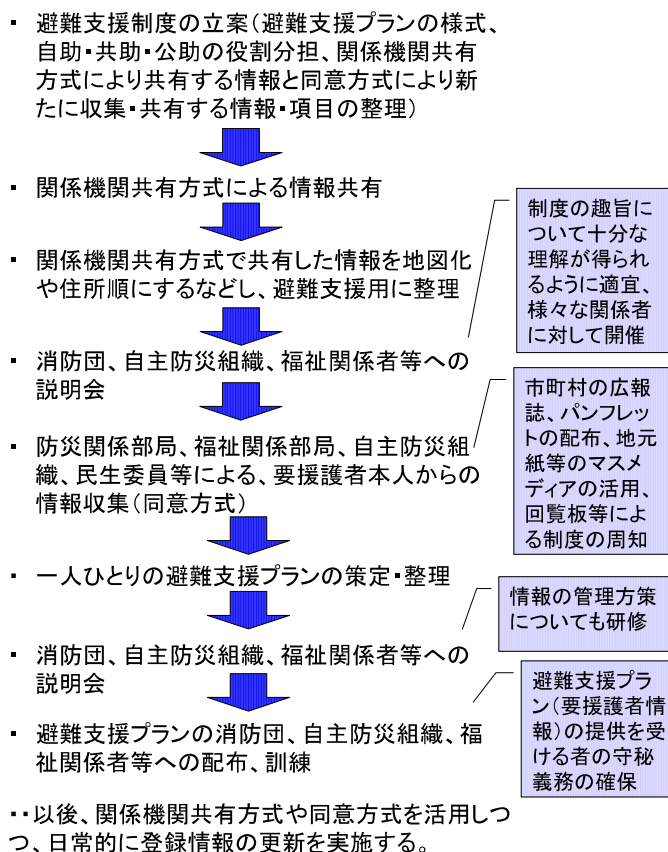 ▪ 避難支援制度の立案(避難支援プランの様式、
自助・共助・公助の役割分担、関係機関共有
方式により共有する情報と同意方式により新
たに収集・共有する情報・項目の整理)
▪ 関係機関共有方式による情報共有
▪ 関係機関共有方式で共有した情報を地図化
や住所順にするなどし、避難支援用に整理
制度の趣旨に
ついて十分な
理解が得られ
るように適宜、
様々な関係者
に対して開催
▪ 消防団、自主防災組織、福祉関係者等への
説明会
▪ 防災関係部局、福祉関係部局、自主防災組
織、民生委員等による、要援護者本人からの
情報収集(同意方式)
市町村の広報
誌、パンフレッ
トの配布、地元
紙等のマスメ
ディアの活用、
回覧板等によ
る制度の周知
▪ 一人ひとりの避難支援プランの策定・整理
情報の管理方策
についても研修
▪ 消防団、自主防災組織、福祉関係者等への
説明会
▪ 避難支援プランの消防団、自主防災組織、福
祉関係者等への配布、訓練
避難支援プラ
ン(要援護者情
報)の提供を受
ける者の守秘
義務の確保
・・以後、関係機関共有方式や同意方式を活用しつ
つ、日常的に登録情報の更新を実施する。